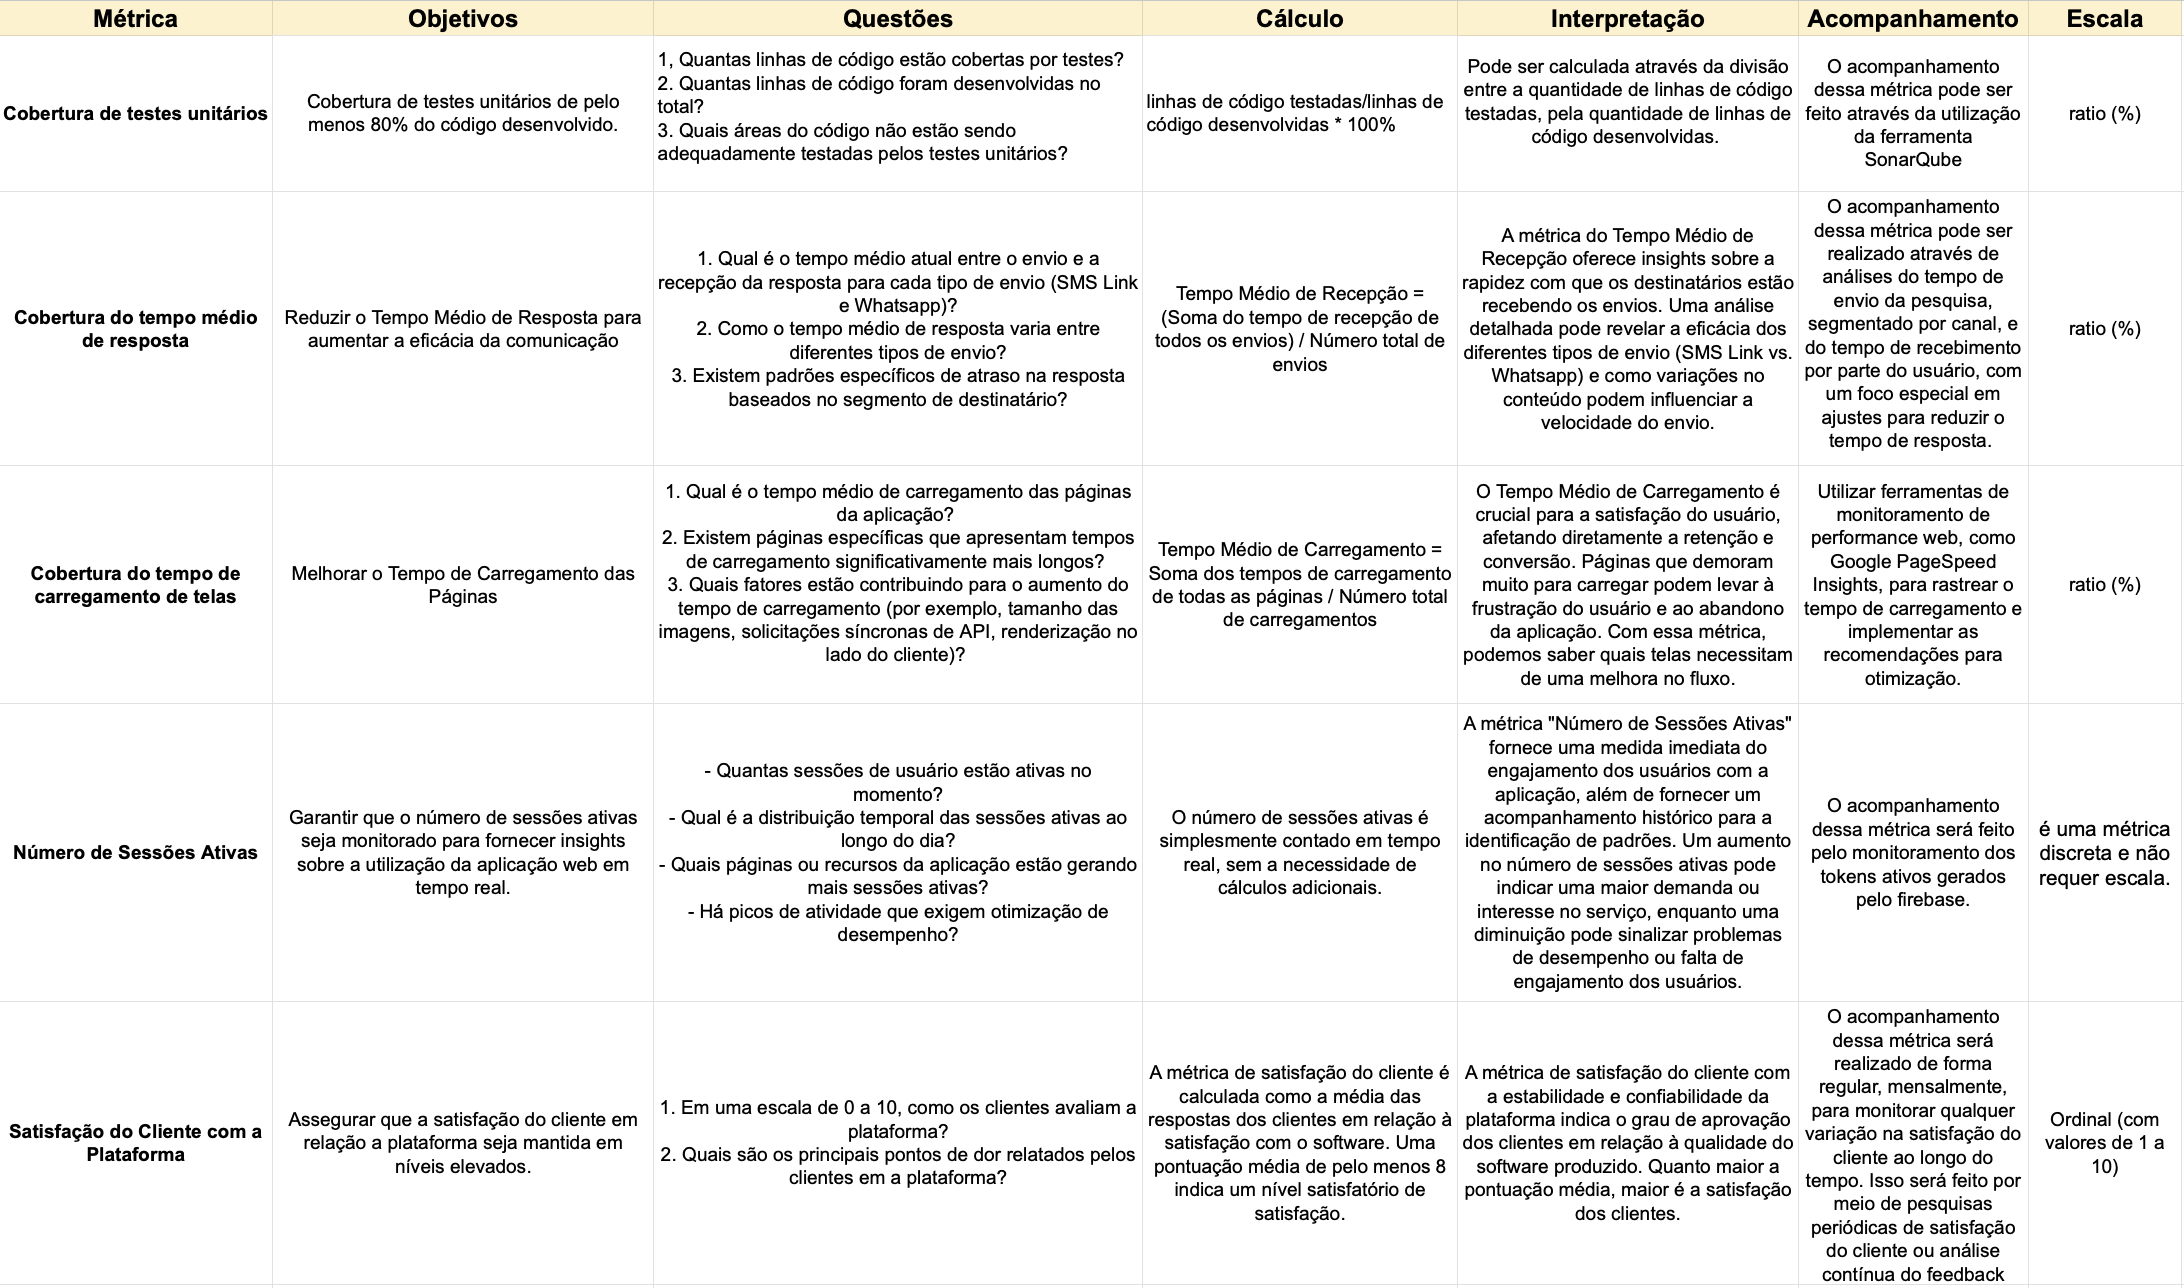 Métrica
Objetivos
Questões
Cálculo
Interpretação
Acompanhamento
Escala
Cobertura de testes unitários
Cobertura de testes unitários de pelo
menos 80% do código desenvolvido.
1, Quantas linhas de código estão cobertas por testes?
2. Quantas linhas de código foram desenvolvidas no
total?
3. Quais áreas do código não estão sendo
adequadamente testadas pelos testes unitários?
linhas de código testadas/linhas de
código desenvolvidas * 100%
Pode ser calculada através da divisão
entre a quantidade de linhas de código
testadas, pela quantidade de linhas de
código desenvolvidas.
O acompanhamento
dessa métrica pode ser
feito através da utilização
da ferramenta
SonarQube
ratio (%)
Cobertura do tempo médio
de resposta
Reduzir o Tempo Médio de Resposta para
aumentar a eficácia da comunicação
1. Qual é o tempo médio atual entre o envio e a
recepção da resposta para cada tipo de envio (SMS Link
e Whatsapp)?
2. Como o tempo médio de resposta varia entre
diferentes tipos de envio?
3. Existem padrões específicos de atraso na resposta
baseados no segmento de destinatário?
Tempo Médio de Recepção =
(Soma do tempo de recepção de
todos os envios) / Número total de
envios
A métrica do Tempo Médio de
Recepção oferece insights sobre a
rapidez com que os destinatários estão
recebendo os envios. Uma análise
detalhada pode revelar a eficácia dos
diferentes tipos de envio (SMS Link vs.
Whatsapp) e como variações no
conteúdo podem influenciar a
velocidade do envio.
O acompanhamento
dessa métrica pode ser
realizado através de
análises do tempo de
envio da pesquisa,
segmentado por canal, e
do tempo de recebimento
por parte do usuário, com
um foco especial em
ajustes para reduzir o
tempo de resposta.
ratio (%)
Cobertura do tempo de
carregamento de telas
Melhorar o Tempo de Carregamento das
Páginas
1. Qual é o tempo médio de carregamento das páginas
da aplicação?
2. Existem páginas específicas que apresentam tempos
de carregamento significativamente mais longos?
3. Quais fatores estão contribuindo para o aumento do
tempo de carregamento (por exemplo, tamanho das
imagens, solicitações síncronas de API, renderização no
lado do cliente)?
Tempo Médio de Carregamento =
Soma dos tempos de carregamento
de todas as páginas / Número total
de carregamentos
O Tempo Médio de Carregamento é
crucial para a satisfação do usuário,
afetando diretamente a retenção e
conversão. Páginas que demoram
muito para carregar podem levar à
frustração do usuário e ao abandono
da aplicação. Com essa métrica,
podemos saber quais telas necessitam
de uma melhora no fluxo.
Utilizar ferramentas de
monitoramento de
performance web, como
Google PageSpeed
Insights, para rastrear o
tempo de carregamento e
implementar as
recomendações para
otimização.
ratio (%)
Número de Sessões Ativas
Garantir que o número de sessões ativas
seja monitorado para fornecer insights
sobre a utilização da aplicação web em
tempo real.
- Quantas sessões de usuário estão ativas no
momento?
- Qual é a distribuição temporal das sessões ativas ao
longo do dia?
- Quais páginas ou recursos da aplicação estão gerando
mais sessões ativas?
- Há picos de atividade que exigem otimização de
desempenho?
O número de sessões ativas é
simplesmente contado em tempo
real, sem a necessidade de
cálculos adicionais.
A métrica "Número de Sessões Ativas"
fornece uma medida imediata do
engajamento dos usuários com a
aplicação, além de fornecer um
acompanhamento histórico para a
identificação de padrões. Um aumento
no número de sessões ativas pode
indicar uma maior demanda ou
interesse no serviço, enquanto uma
diminuição pode sinalizar problemas
de desempenho ou falta de
engajamento dos usuários.
O acompanhamento
dessa métrica será feito
pelo monitoramento dos
tokens ativos gerados
pelo firebase.
é uma métrica
discreta e não
requer escala.
Satisfação do Cliente com a
Plataforma
Assegurar que a satisfação do cliente em
relação a plataforma seja mantida em
níveis elevados.
1. Em uma escala de 0 a 10, como os clientes avaliam a
plataforma?
2. Quais são os principais pontos de dor relatados pelos
clientes em a plataforma?
A métrica de satisfação do cliente é
calculada como a média das
respostas dos clientes em relação à
satisfação com o software. Uma
pontuação média de pelo menos 8
indica um nível satisfatório de
satisfação.
A métrica de satisfação do cliente com
a estabilidade e confiabilidade da
plataforma indica o grau de aprovação
dos clientes em relação à qualidade do
software produzido. Quanto maior a
pontuação média, maior é a satisfação
dos clientes.
O acompanhamento
dessa métrica será
realizado de forma
regular, mensalmente,
para monitorar qualquer
variação na satisfação do
cliente ao longo do
tempo. Isso será feito por
meio de pesquisas
periódicas de satisfação
do cliente ou análise
contínua do feedback
Ordinal (com
valores de 1 a
10)